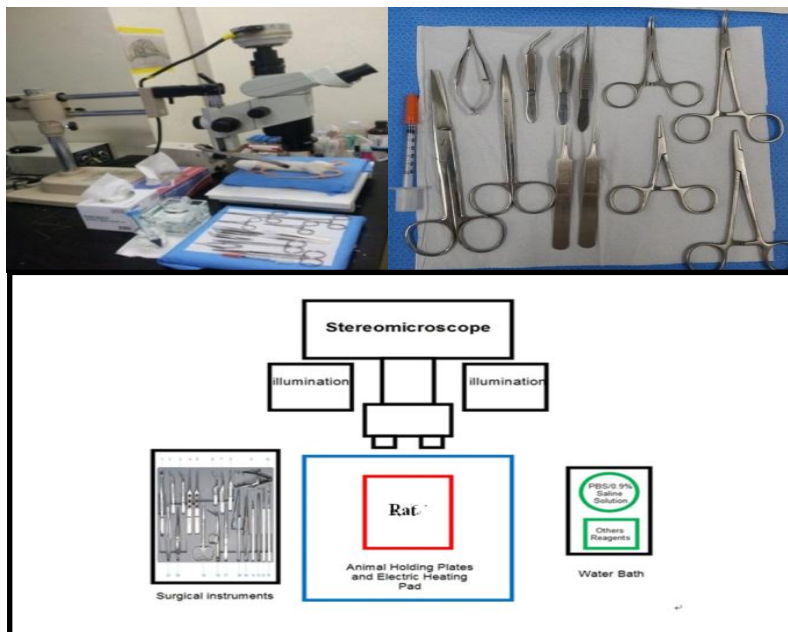 Stereomicroscope
illumination
illumination
Rat
Animal Holding Plates
and Electric Heating
Pad
Surgical instruments
PBS/0.9%
Saline
Solution
Others
Reagents
Water Bath